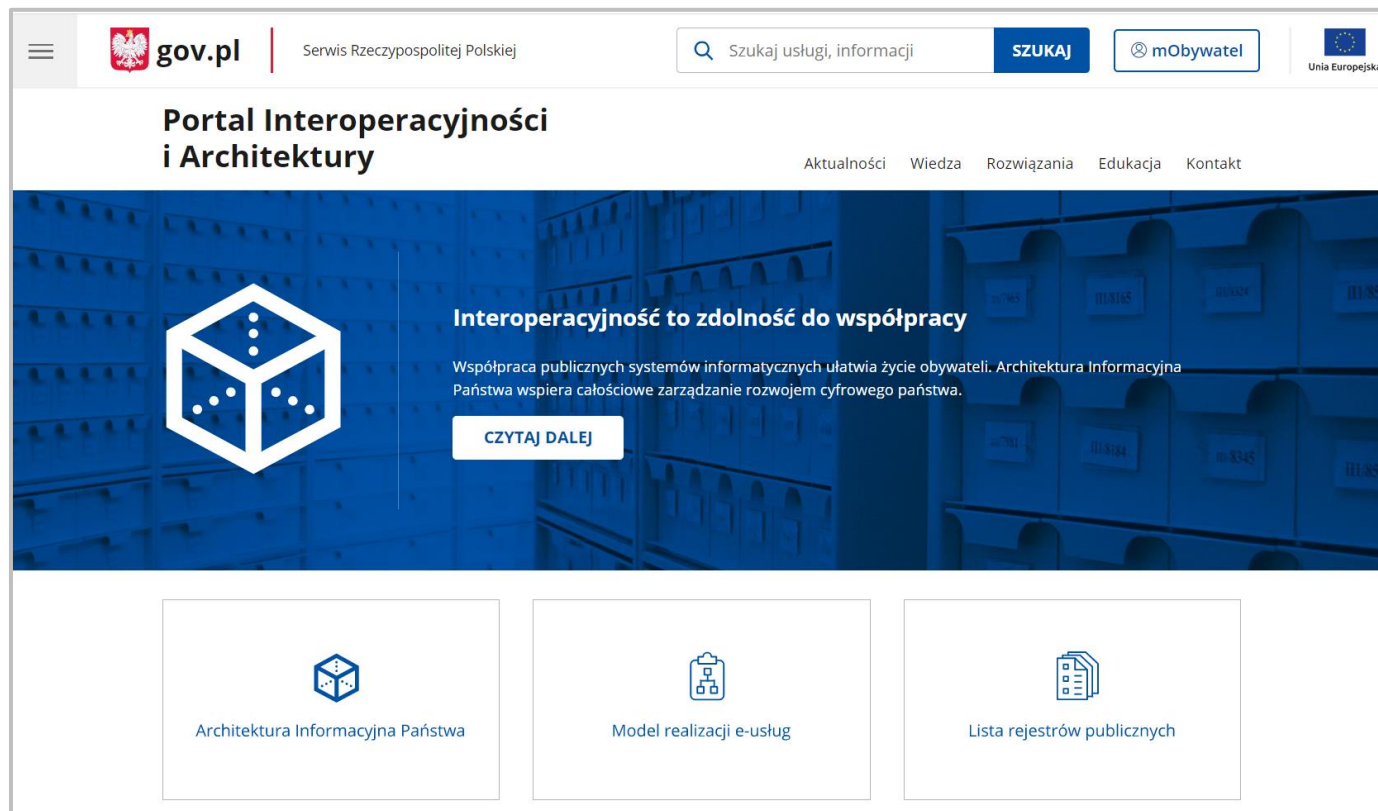 gov.pl
Serwis Rzeczypospolitej Polskiej
Szukaj usługi, informacji
SZUKAJ
mObywatel
Unia Europejska
Portal Interoperacyjności
i Architektury
Aktualności Wiedza Rozwiązania Edukacja Kontakt
Interoperacyjność to zdolność do współpracy
Współpraca publicznych systemów informatycznych ułatwia życie obywateli. Architektura Informacyjna
Państwa wspiera całościowe zarządzanie rozwojem cyfrowego państwa.
CZYTAJ DALEJ
Architektura Informacyjna Państwa
Model realizacji e-usług
Lista rejestrów publicznych